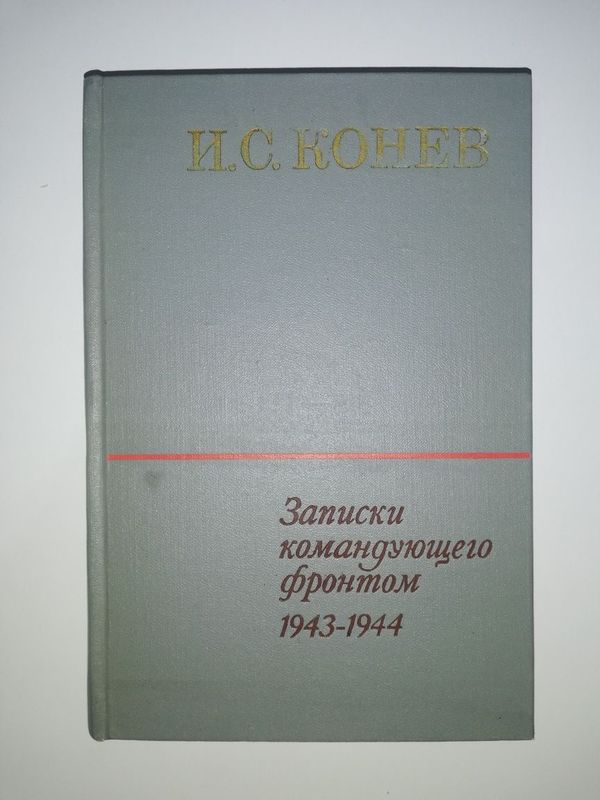 И.С. КОНЕВ
Записки
командующего
фронтом
1943-1944